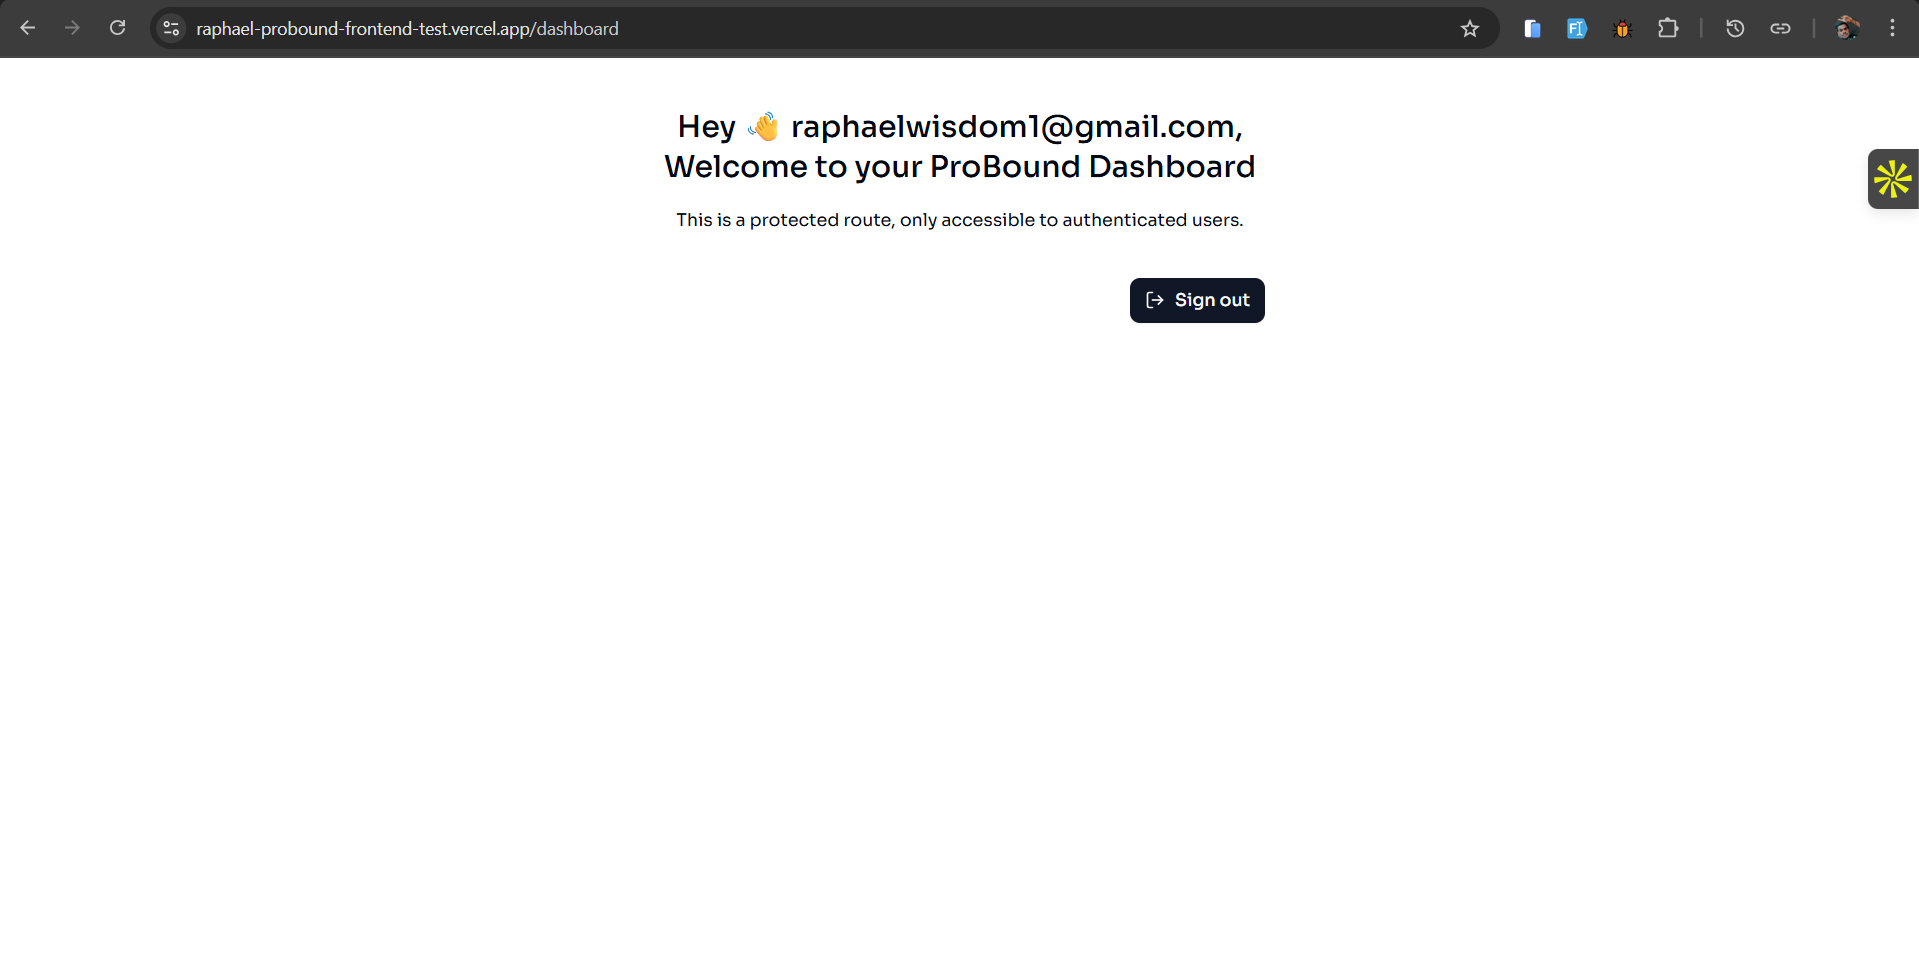 raphael-probound-frontend-test.vercel.app/dashboard
Hey 👋 raphaelwisdom1@gmail.com,
Welcome to your ProBound Dashboard
This is a protected route, only accessible to authenticated users.
Sign out